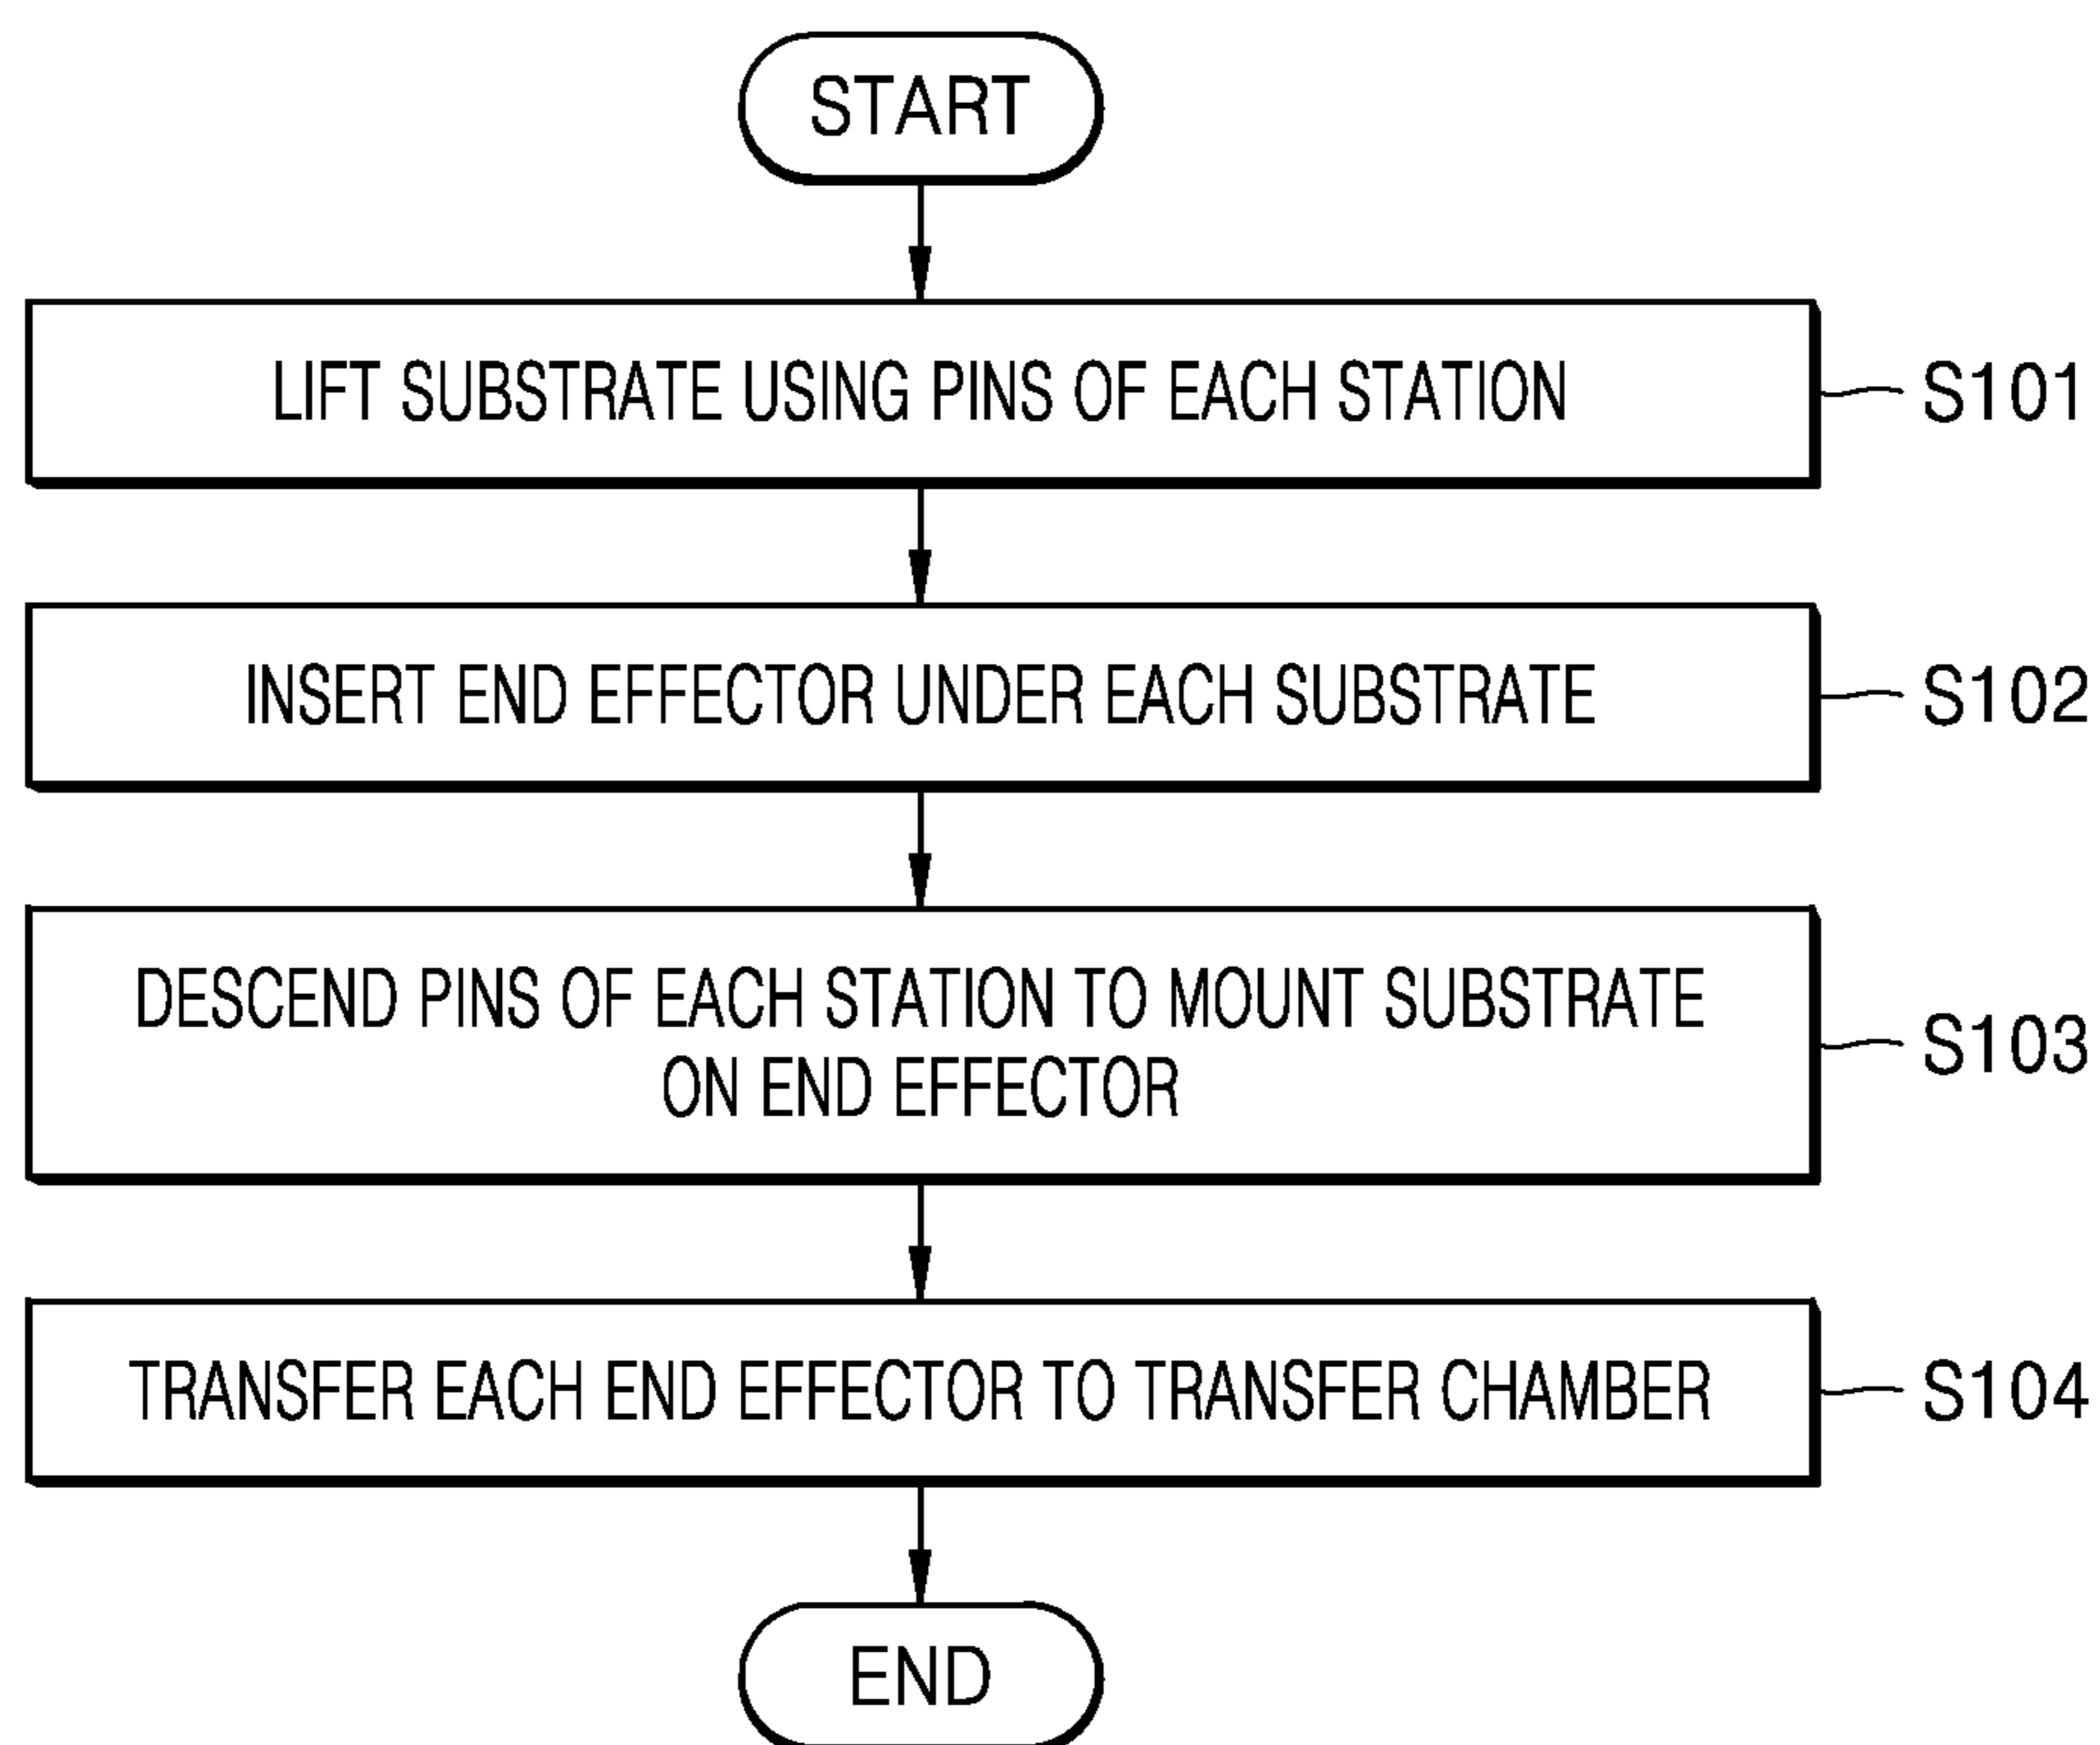 START
LIFT SUBSTRATE USING PINS OF EACH STATION
S101
INSERT END EFFECTOR UNDER EACH SUBSTRATE
S102
DESCEND PINS OF EACH STATION TO MOUNT SUBSTRATE
ON END EFFECTOR
S103
TRANSFER EACH END EFFECTOR TO TRANSFER CHAMBER
S104
END